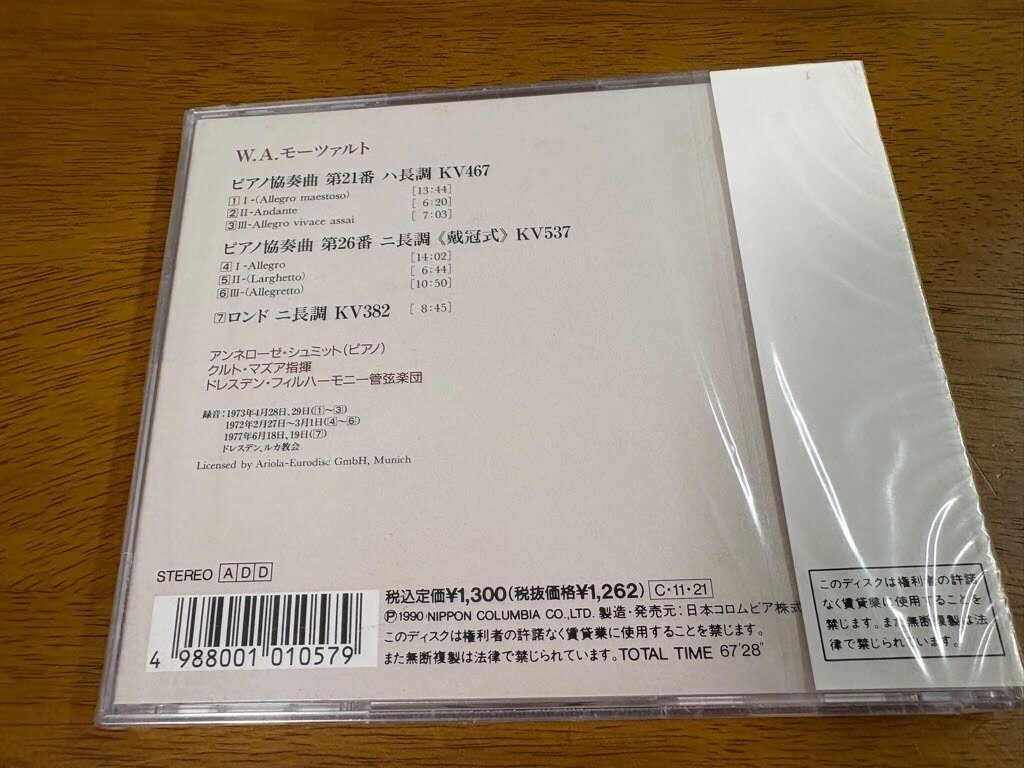 W.A.モーツァルト
ピアノ協奏曲 第21番 ハ長調 KV467
1 I-(Allegro maestoso) [13:44]
2 II-Andante [ 6:20]
3 III-Allegro vivace assai [ 7:03]
ピアノ協奏曲 第26番 ニ長調《戴冠式》KV537
4 I-Allegro [14:02]
5 II-(Larghetto) [ 6:44]
6 III-(Allegretto) [10:50]
7 ロンド ニ長調 KV382 [ 8:45]
アンネローゼ・シュミット(ピアノ)
クルト・マズア指揮
ドレスデン・フィルハーモニー管弦楽団
録音:1973年4月28日、29日(1〜3)
1972年2月27日〜3月1日(4〜6)
1977年6月18日、19日(7)
ドレスデン、ルカ教会
Licensed by Ariola-Eurodisc GmbH, Munich
STEREO A D D
税込定価¥1,300(税抜価格¥1,262) C・11・21
Ⓟ1990 NIPPON COLUMBIA CO.,LTD. 製造・発売元:日本コロムビア株式
このディスクは権利者の許諾なく賃貸業に使用することを禁じます。
また無断複製は法律で禁じられています。TOTAL TIME 67'28"
4 988001 010579
このディスクは権利者の許諾
なく賃貸業に使用することを
禁じます。また無断複製は法
律で禁じられています。